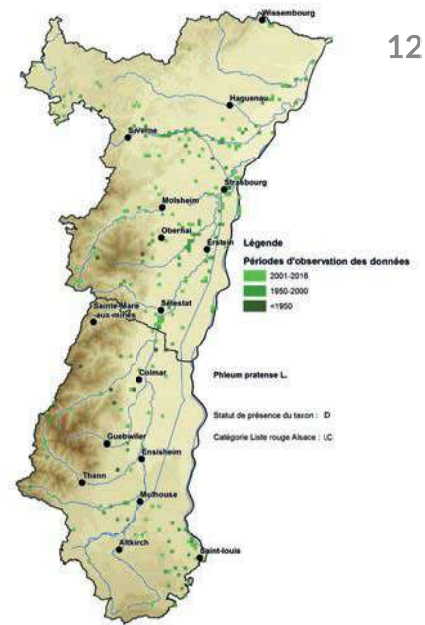 Wissembourg
12
Haguenau
Saverne
Strasbourg
Molsheim
Obernai
Erstein
Légende
Périodes d'observation des données
2001-2016
1950-2000
<1950
Sélestat
Sainte-Marie
-aux-mines
Colmar
Phleum pratense L.
Statut de présence du taxon : D
Guebwiler
Catégorie Liste rouge Alsace : LC
Ensisheim
Thann
Mulhouse
Altkirch
Saint-louis